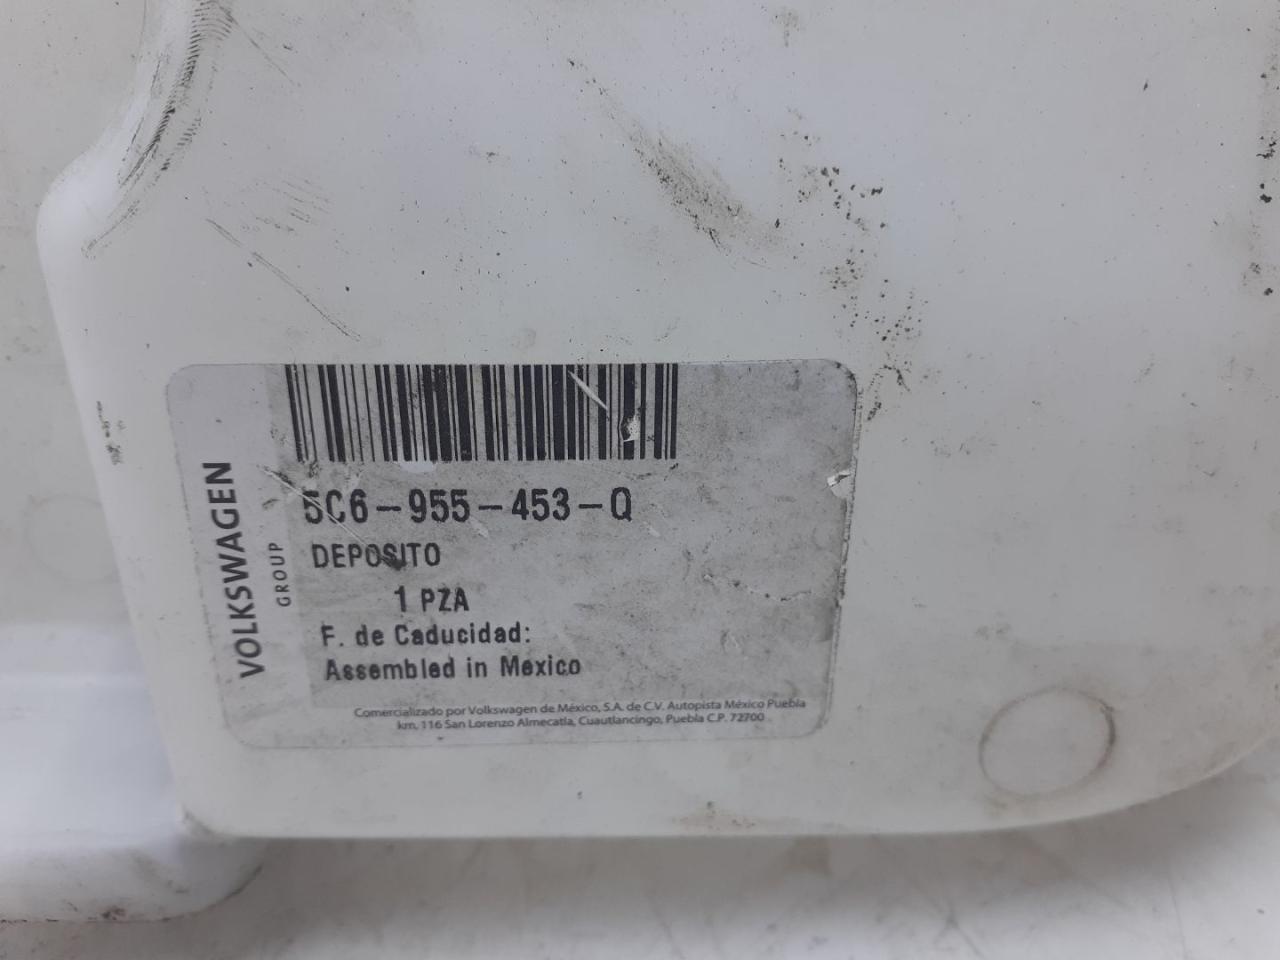 VOLKSWAGEN
GROUP
5C6-955-453-Q
DEPOSITO
1 PZA
F. de Caducidad:
Assembled in Mexico
Comercializado por Volkswagen de México, S.A. de C.V. Autopista México Puebla
km, 116 San Lorenzo Almecatla, Cuautlancingo, Puebla C.P. 72700